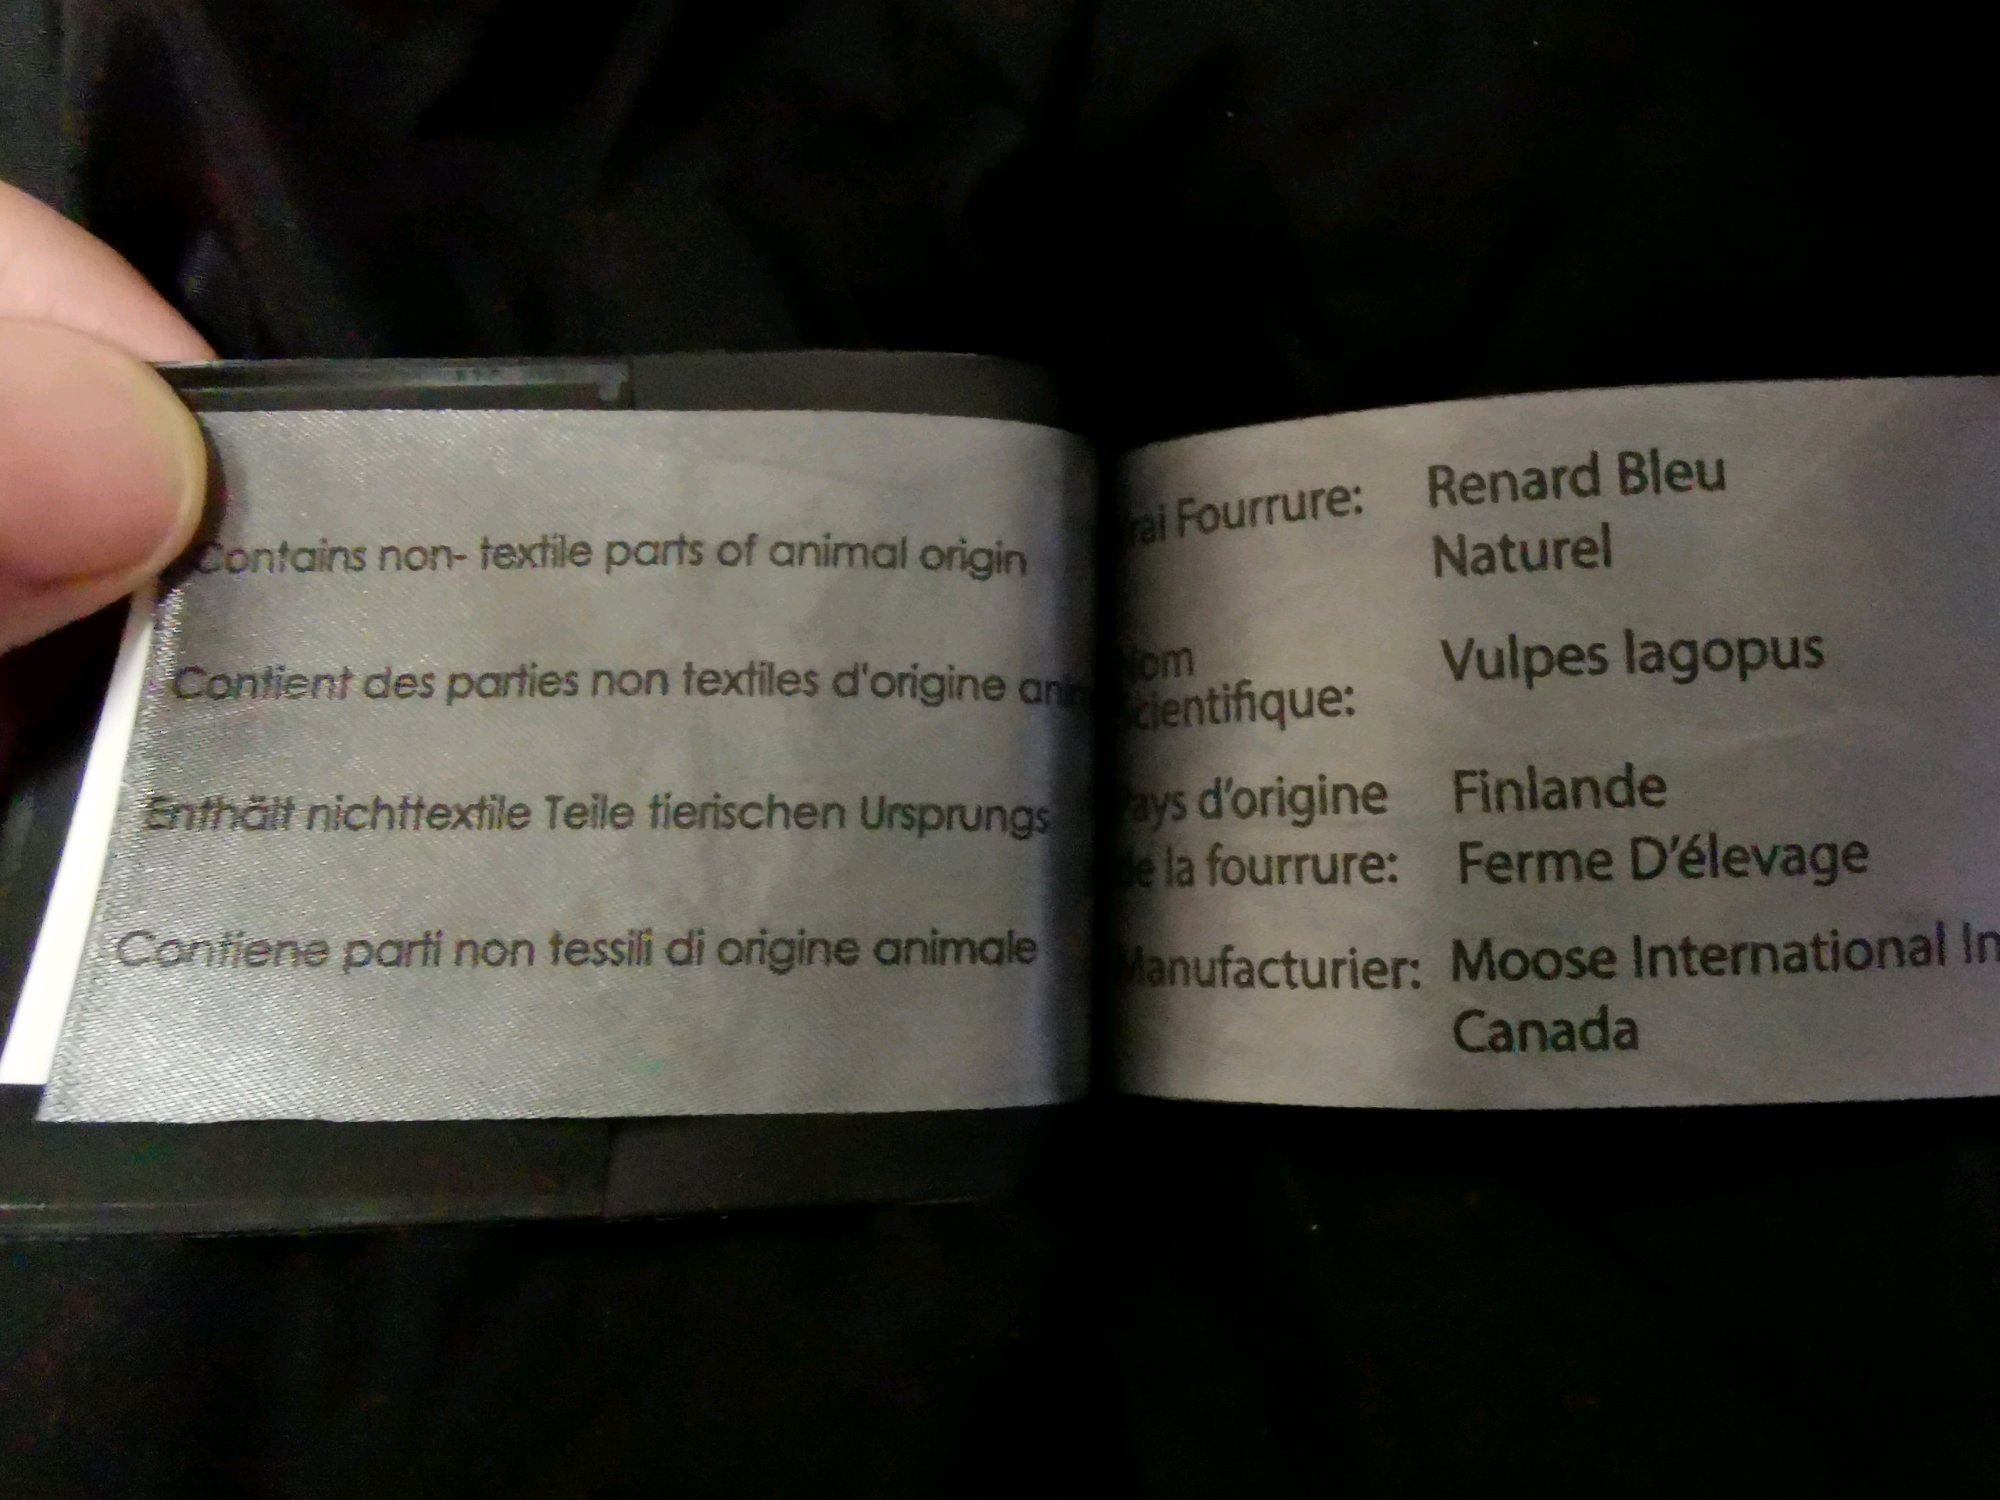 Contains non- textile parts of animal origin
Contient des parties non textiles d'origine
Enthält nichttextile Teile tierischen Ursprungs
Contiene parti non tessili di origine animale
Fourrure: Renard Bleu
Naturel
Scientifique: Vulpes lagopus
d'origine Finlande
la fourrure: Ferme D'élevage
Manufacturier: Moose International
Canada